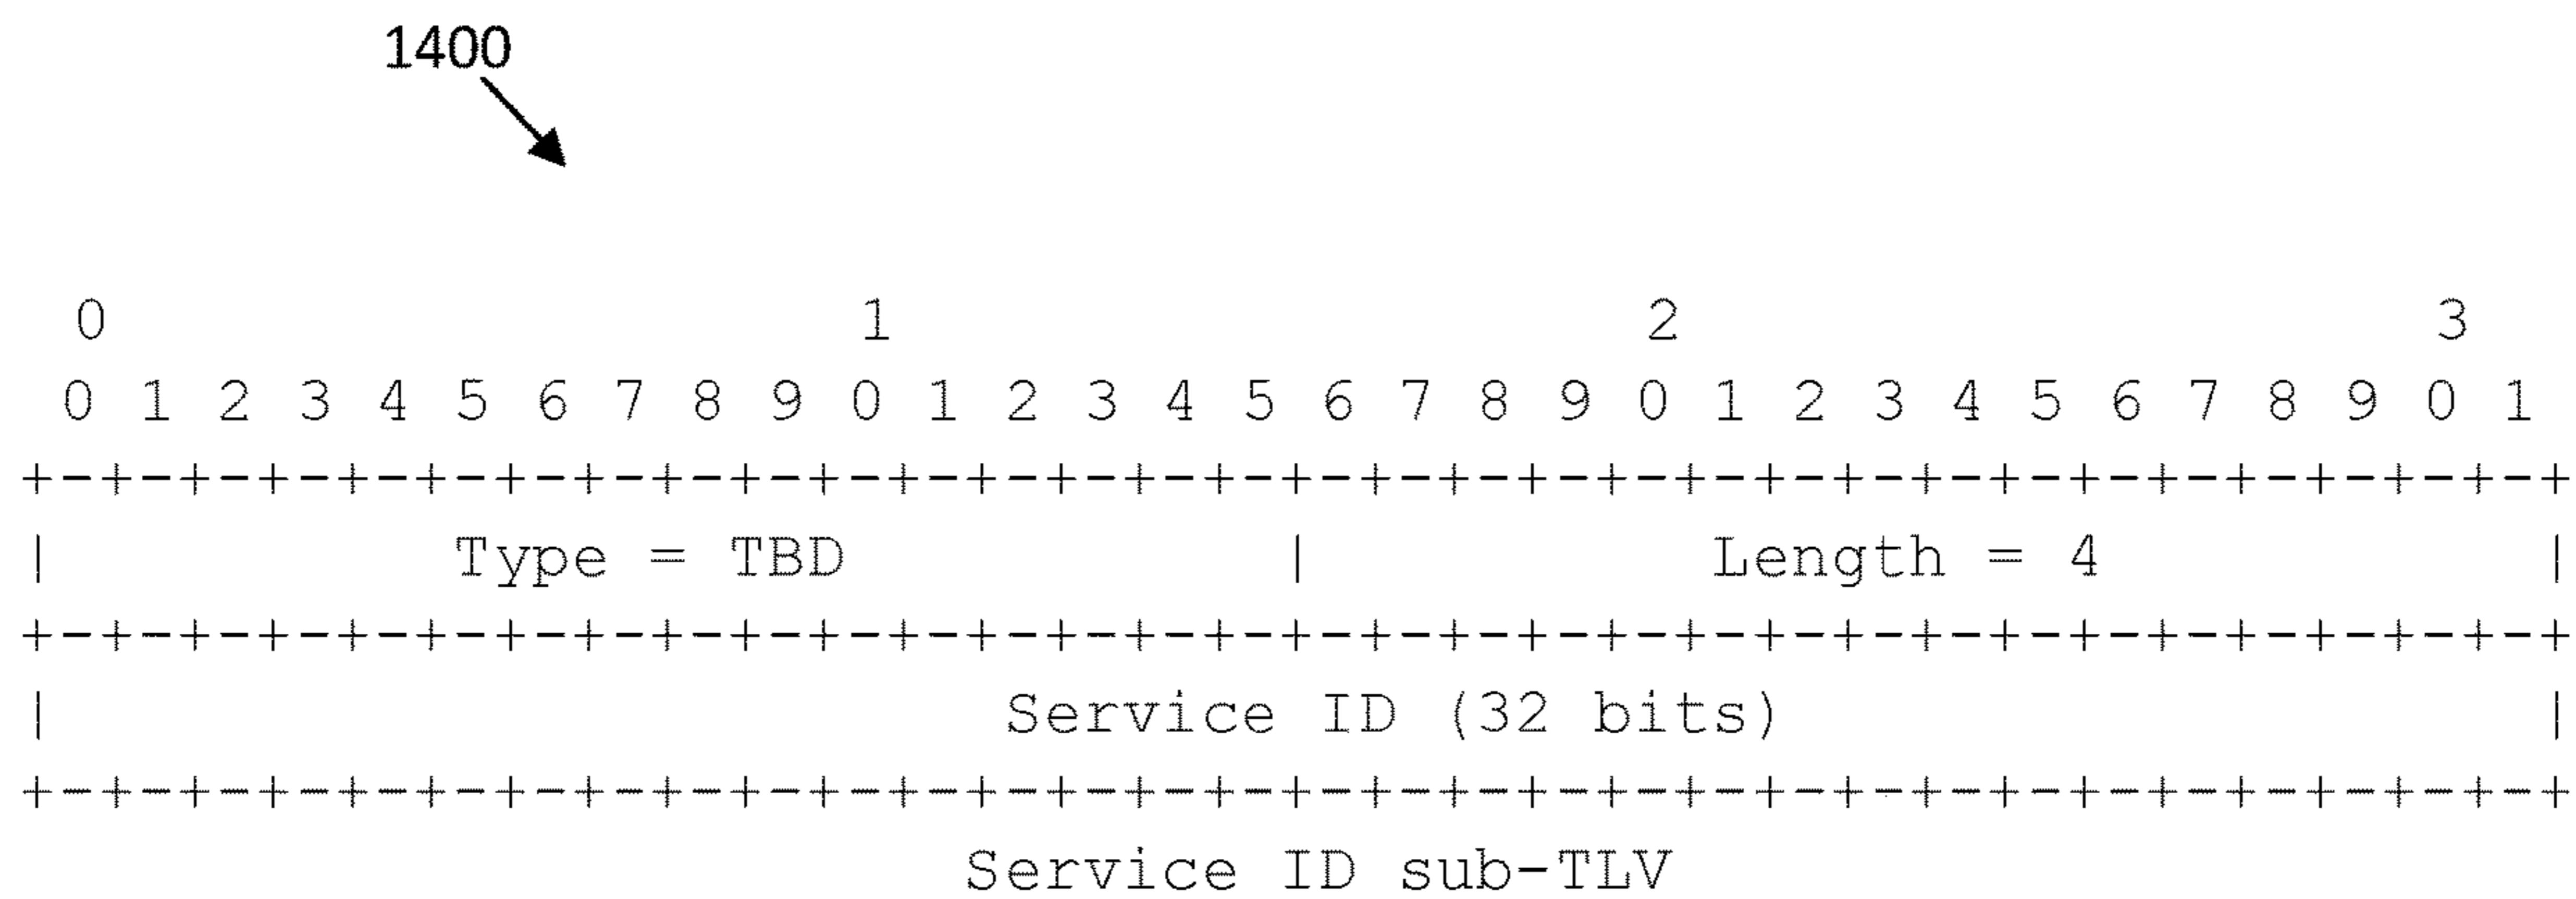 1400
0 1 2 3
0 1 2 3 4 5 6 7 8 9 0 1 2 3 4 5 6 7 8 9 0 1 2 3 4 5 6 7 8 9 0 1
+-+-+-+-+-+-+-+-+-+-+-+-+-+-+-+-+-+-+-+-+-+-+-+-+-+-+-+-+-+-+-+-+
| Type = TBD | Length = 4 |
+-+-+-+-+-+-+-+-+-+-+-+-+-+-+-+-+-+-+-+-+-+-+-+-+-+-+-+-+-+-+-+-+
| Service ID (32 bits) |
+-+-+-+-+-+-+-+-+-+-+-+-+-+-+-+-+-+-+-+-+-+-+-+-+-+-+-+-+-+-+-+-+
Service ID sub-TLV